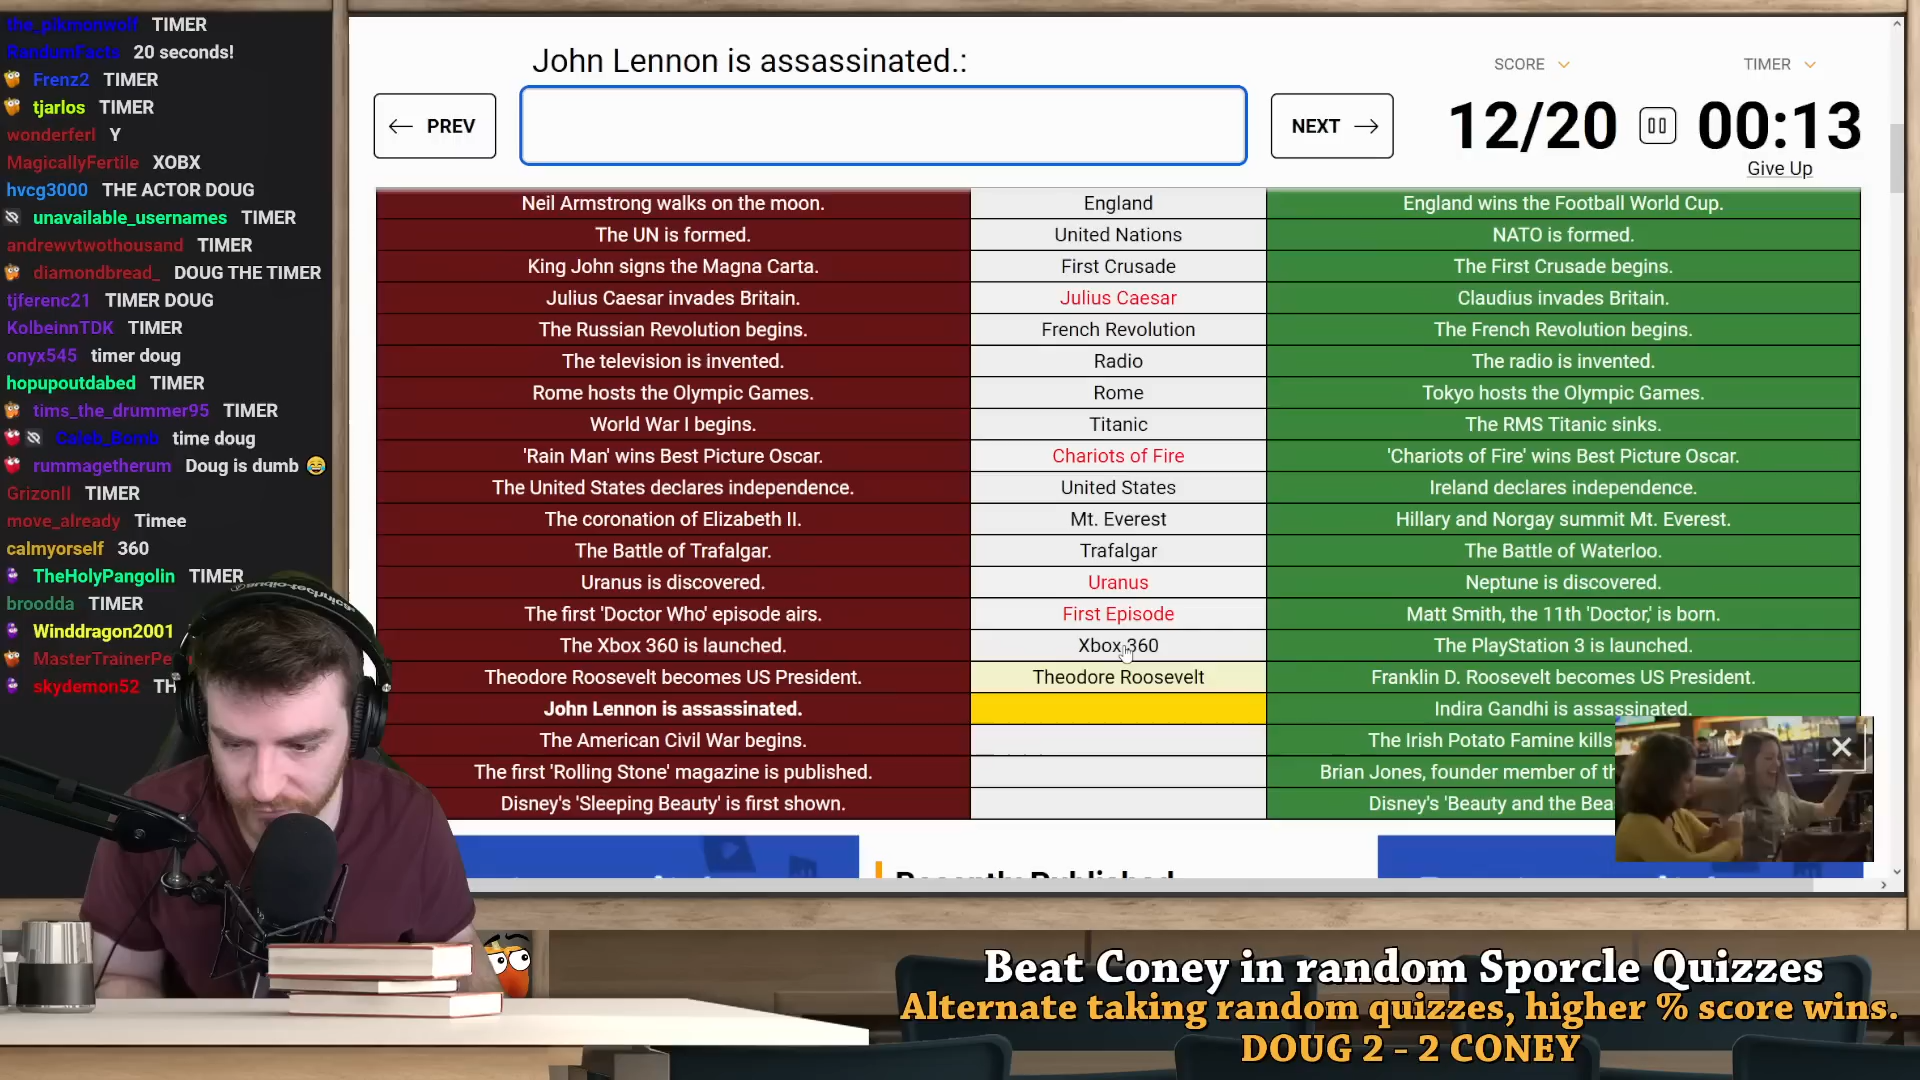 the_pikmonwolf TIMER
RandumFacts 20 seconds!
Frenz2 TIMER
tjarlos TIMER
wonderferl Y
MagicallyFertile XOBX
hvcg3000 THE ACTOR DOUG
unavailable_usernames TIMER
andrewvtwothousand TIMER
diamondbread_ DOUG THE TIMER
tjferenc21 TIMER DOUG
KolbeinnTDK TIMER
onyx545 timer doug
hopupoutdabed TIMER
tims_the_drummer95 TIMER
Caleb_Bomb time doug
rummagetherum Doug is dumb 😂
Grizonll TIMER
move_already Timee
calmyorself 360
TheHolyPangolin TIMER
broodda TIMER
Winddragon2001
MasterTrainerPe
skydemon52 TH
John Lennon is assassinated.:
← PREV
NEXT →
SCORE
12/20
TIMER
00:13
Give Up
Neil Armstrong walks on the moon. England England wins the Football World Cup.
The UN is formed. United Nations NATO is formed.
King John signs the Magna Carta. First Crusade The First Crusade begins.
Julius Caesar invades Britain. Julius Caesar Claudius invades Britain.
The Russian Revolution begins. French Revolution The French Revolution begins.
The television is invented. Radio The radio is invented.
Rome hosts the Olympic Games. Rome Tokyo hosts the Olympic Games.
World War I begins. Titanic The RMS Titanic sinks.
'Rain Man' wins Best Picture Oscar. Chariots of Fire 'Chariots of Fire' wins Best Picture Oscar.
The United States declares independence. United States Ireland declares independence.
The coronation of Elizabeth II. Mt. Everest Hillary and Norgay summit Mt. Everest.
The Battle of Trafalgar. Trafalgar The Battle of Waterloo.
Uranus is discovered. Uranus Neptune is discovered.
The first 'Doctor Who' episode airs. First Episode Matt Smith, the 11th 'Doctor,' is born.
The Xbox 360 is launched. Xbox 360 The PlayStation 3 is launched.
Theodore Roosevelt becomes US President. Theodore Roosevelt Franklin D. Roosevelt becomes US President.
John Lennon is assassinated. Indira Gandhi is assassinated.
The American Civil War begins. The Irish Potato Famine kills
The first 'Rolling Stone' magazine is published. Brian Jones, founder member of th
Disney's 'Sleeping Beauty' is first shown. Disney's 'Beauty and the Bea
Recently Published
Beat Coney in random Sporcle Quizzes
Alternate taking random quizzes, higher % score wins.
DOUG 2 - 2 CONEY